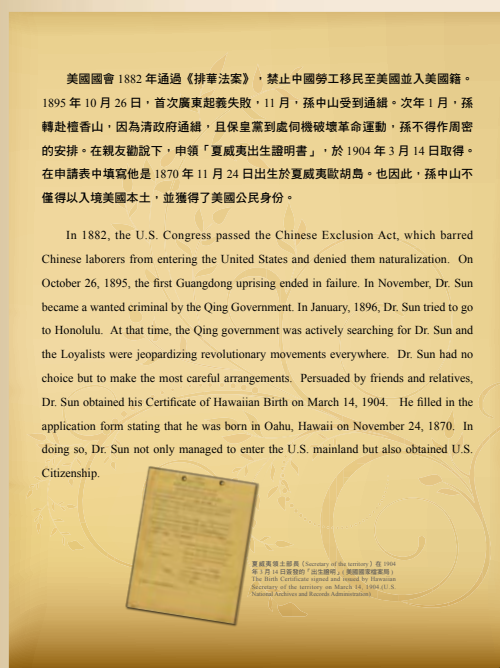 美國國會 1882 年通過《排華法案》，禁止中國勞工移民至美國並入美國籍。
1895 年 10 月 26 日，首次廣東起義失敗，11 月，孫中山受到通緝。次年 1 月，孫
轉赴檀香山，因為清政府通緝，且保皇黨到處伺機破壞革命運動，孫不得作周密
的安排。在親友勸說下，申領「夏威夷出生證明書」，於 1904 年 3 月 14 日取得。
在申請表中填寫他是 1870 年 11 月 24 日出生於夏威夷歐胡島。也因此，孫中山不
僅得以入境美國本土，並獲得了美國公民身份。
In 1882, the U.S. Congress passed the Chinese Exclusion Act, which barred
Chinese laborers from entering the United States and denied them naturalization. On
October 26, 1895, the first Guangdong uprising ended in failure. In November, Dr. Sun
became a wanted criminal by the Qing Government. In January, 1896, Dr. Sun tried to go
to Honolulu. At that time, the Qing government was actively searching for Dr. Sun and
the Loyalists were jeopardizing revolutionary movements everywhere. Dr. Sun had no
choice but to make the most careful arrangements. Persuaded by friends and relatives,
Dr. Sun obtained his Certificate of Hawaiian Birth on March 14, 1904. He filled in the
application form stating that he was born in Oahu, Hawaii on November 24, 1870. In
doing so, Dr. Sun not only managed to enter the U.S. mainland but also obtained U.S.
Citizenship.
夏威夷領土部長〔Secretary of the territory〕在 1904
年 3 月 14 日簽發的「出生證明」( 美國國家檔案局 )
The Birth Certificate signed and issued by Hawaiian
Secretary of the territory on March 14, 1904.(U.S.
National Archives and Records Administration)